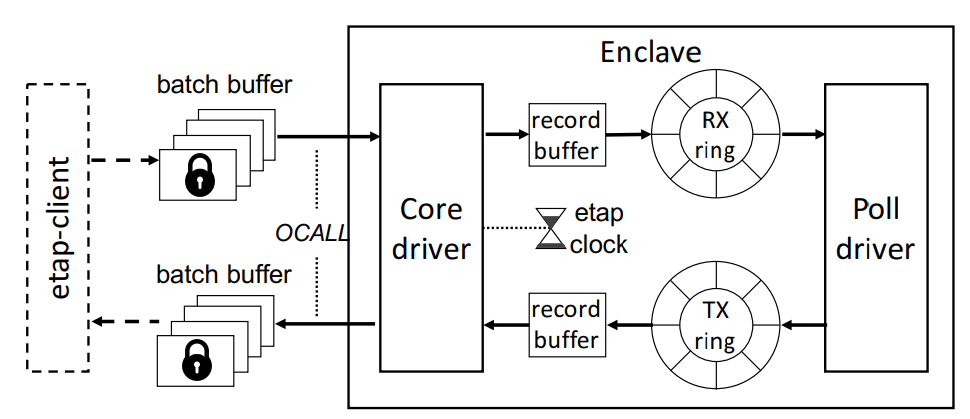 Enclave
batch buffer
etap-client
OCALL
Core
driver
record
buffer
RX
ring
etap
clock
Poll
driver
batch buffer
record
buffer
TX
ring